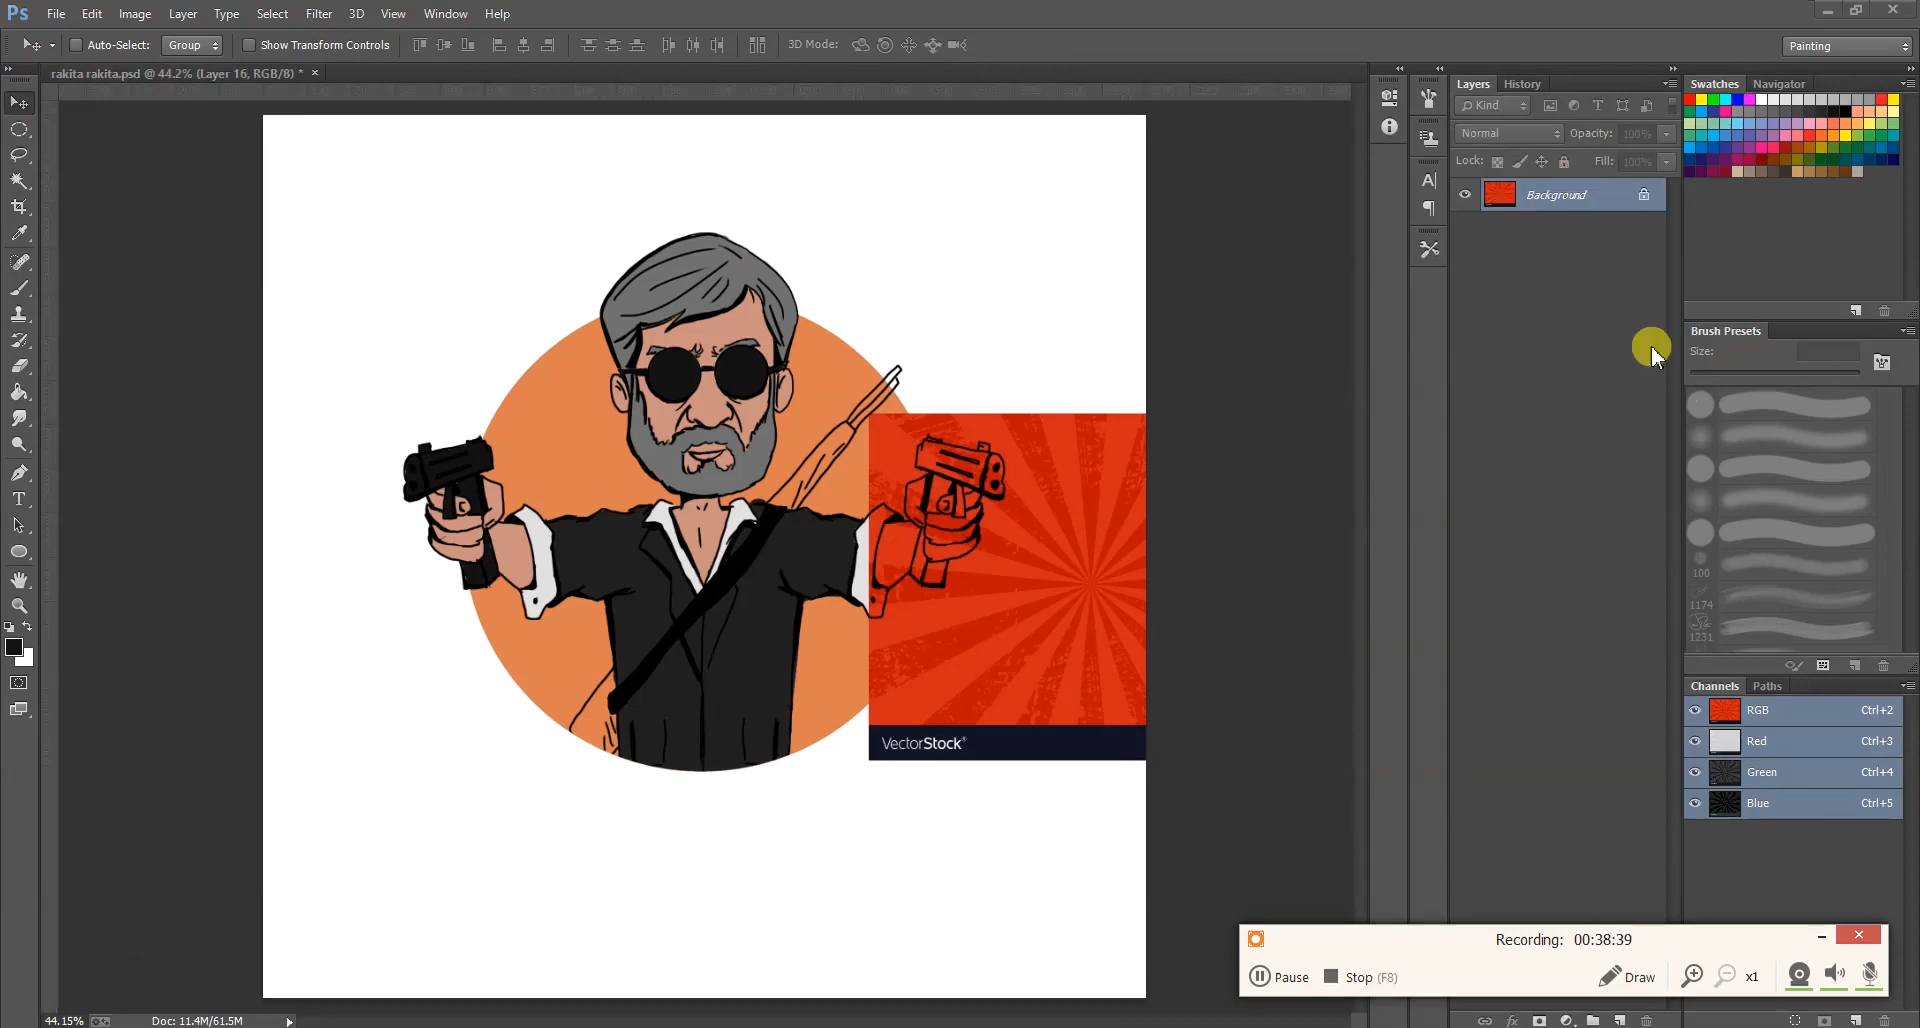 Ps File Edit Image Layer Type Select Filter 3D View Window Help
Auto-Select: Group Show Transform Controls 3D Mode: Painting
rakita rakita.psd @ 44.2% (Layer 16, RGB/8) * ×
Layers History
Kind
Normal Opacity: 100%
Lock: Fill: 100%
Background
Swatches Navigator
Brush Presets
Size:
100
1174
1231
Channels Paths
RGB Ctrl+2
Red Ctrl+3
Green Ctrl+4
Blue Ctrl+5
VectorStock®
Recording: 00:38:39
Pause Stop (F8) Draw x1
44.15% Doc: 11.4M/61.5M